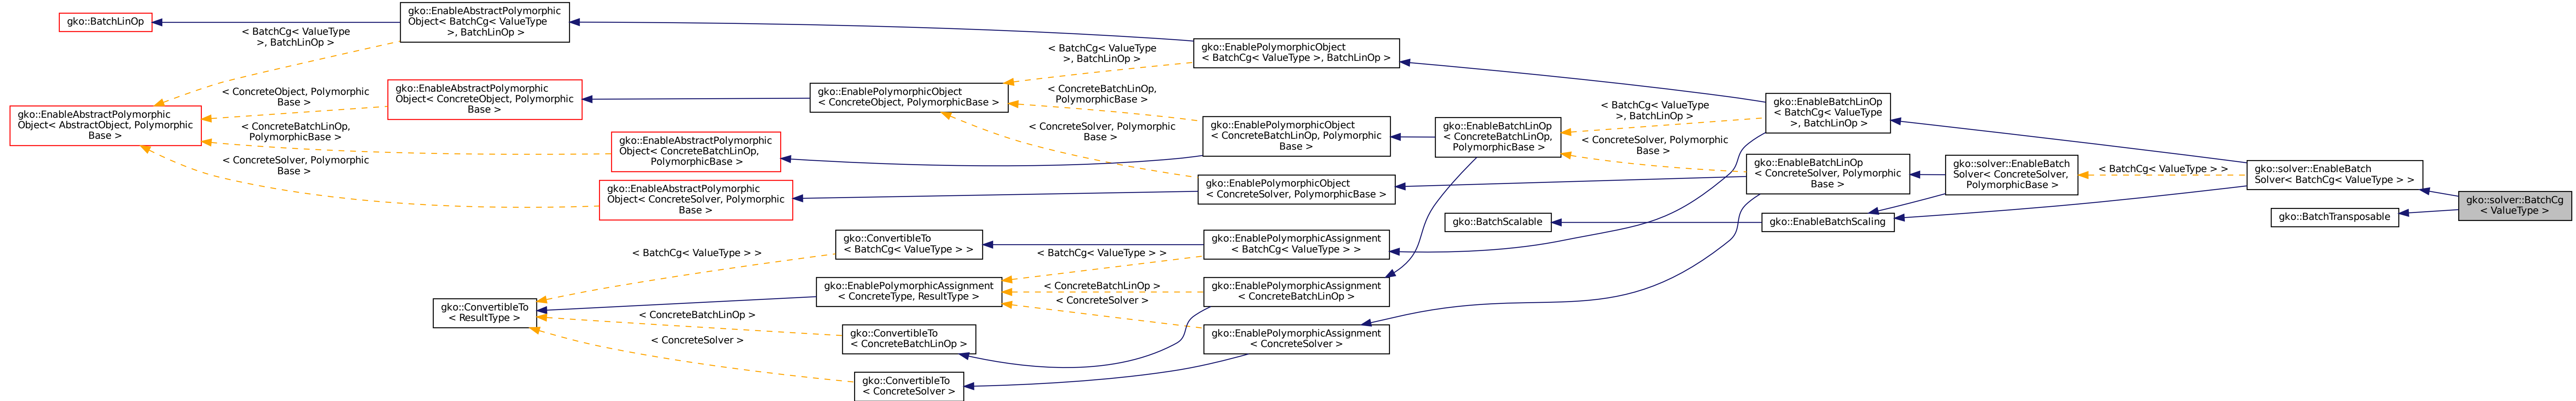 gko::BatchLinOp
gko::EnableAbstractPolymorphic
Object< AbstractObject, Polymorphic
Base >
< BatchCg< ValueType
>, BatchLinOp >
< ConcreteObject, Polymorphic
Base >
< ConcreteBatchLinOp,
PolymorphicBase >
< ConcreteSolver, Polymorphic
Base >
gko::EnableAbstractPolymorphic
Object< BatchCg< ValueType
>, BatchLinOp >
gko::EnableAbstractPolymorphic
Object< ConcreteObject, Polymorphic
Base >
gko::EnableAbstractPolymorphic
Object< ConcreteBatchLinOp,
PolymorphicBase >
gko::EnableAbstractPolymorphic
Object< ConcreteSolver, Polymorphic
Base >
gko::ConvertibleTo
< ResultType >
< BatchCg< ValueType > >
< ConcreteBatchLinOp >
< ConcreteSolver >
gko::EnablePolymorphicObject
< ConcreteObject, PolymorphicBase >
gko::ConvertibleTo
< BatchCg< ValueType > >
gko::EnablePolymorphicAssignment
< ConcreteType, ResultType >
gko::ConvertibleTo
< ConcreteBatchLinOp >
gko::ConvertibleTo
< ConcreteSolver >
< BatchCg< ValueType
>, BatchLinOp >
< ConcreteBatchLinOp,
PolymorphicBase >
< ConcreteSolver, Polymorphic
Base >
< BatchCg< ValueType > >
< ConcreteBatchLinOp >
< ConcreteSolver >
gko::EnablePolymorphicObject
< BatchCg< ValueType >, BatchLinOp >
gko::EnablePolymorphicObject
< ConcreteBatchLinOp, Polymorphic
Base >
gko::EnablePolymorphicObject
< ConcreteSolver, PolymorphicBase >
gko::EnablePolymorphicAssignment
< BatchCg< ValueType > >
gko::EnablePolymorphicAssignment
< ConcreteBatchLinOp >
gko::EnablePolymorphicAssignment
< ConcreteSolver >
gko::EnableBatchLinOp
< ConcreteBatchLinOp,
PolymorphicBase >
gko::BatchScalable
< BatchCg< ValueType
>, BatchLinOp >
< ConcreteSolver, Polymorphic
Base >
gko::EnableBatchLinOp
< BatchCg< ValueType
>, BatchLinOp >
gko::EnableBatchLinOp
< ConcreteSolver, Polymorphic
Base >
gko::EnableBatchScaling
gko::solver::EnableBatch
Solver< ConcreteSolver,
PolymorphicBase >
< BatchCg< ValueType > >
gko::solver::EnableBatch
Solver< BatchCg< ValueType > >
gko::BatchTransposable
gko::solver::BatchCg
< ValueType >